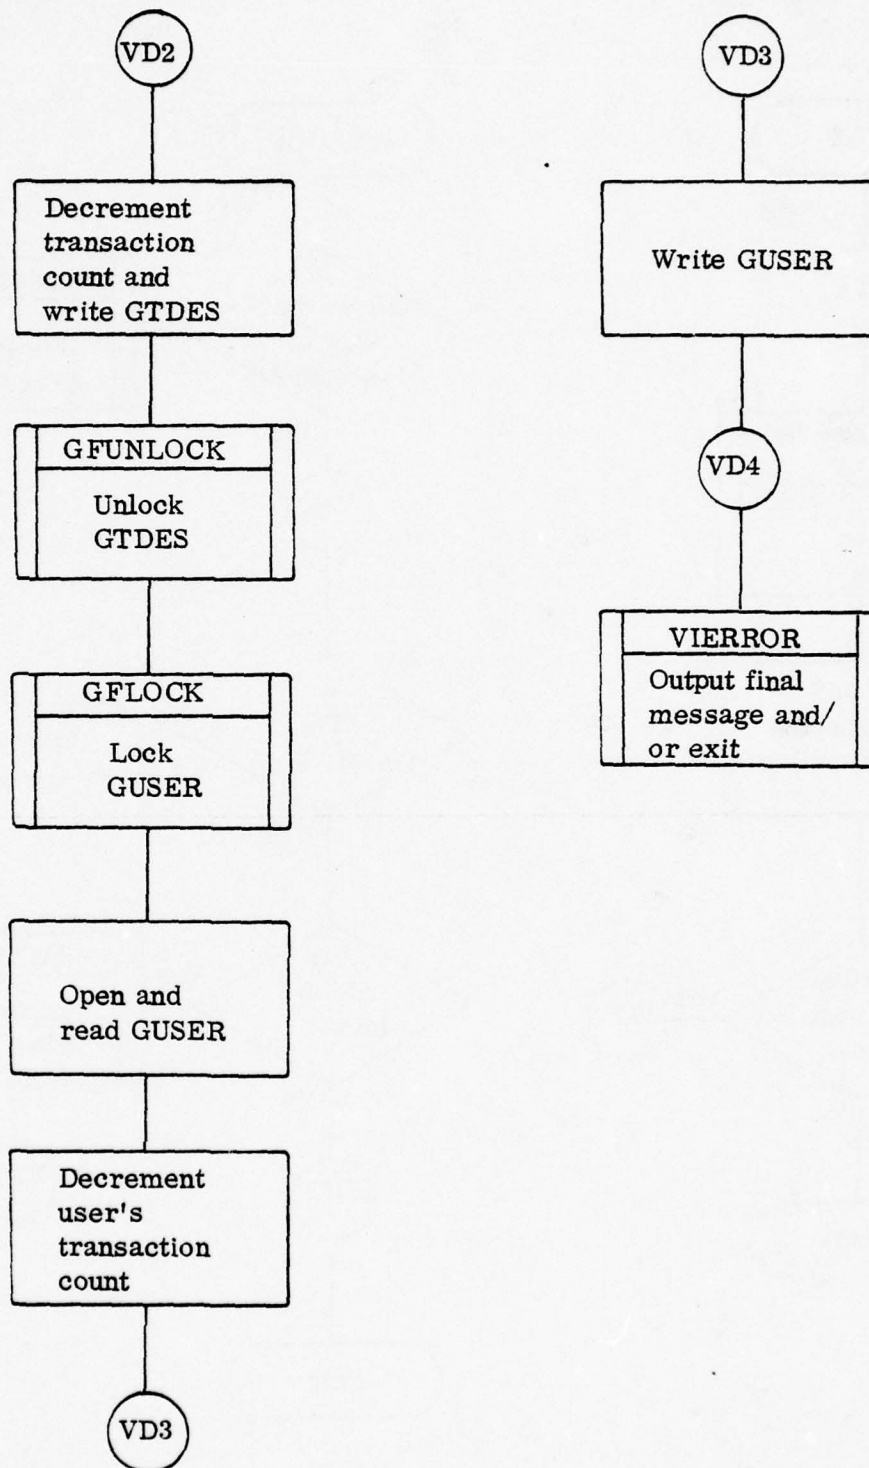 VD2
Decrement
transaction
count and
write GTDES
GFUNLOCK
Unlock
GTDES
GFLOCK
Lock
GUSER
Open and
read GUSER
Decrement
user's
transaction
count
VD3
VD3
Write GUSER
VD4
VIERROR
Output final
message and/
or exit